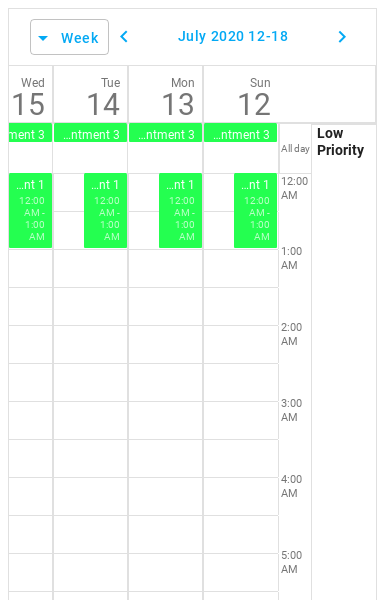 Week
July 2020 12-18
Wed
15
Tue
14
Mon
13
Sun
12
ment 3
...ntment 3
...ntment 3
...ntment 3
All day
Low
Priority
...nt 1
12:00
AM -
1:00
AM
...nt 1
12:00
AM -
1:00
AM
...nt 1
12:00
AM -
1:00
AM
...nt 1
12:00
AM -
1:00
AM
12:00
AM
1:00
AM
2:00
AM
3:00
AM
4:00
AM
5:00
AM